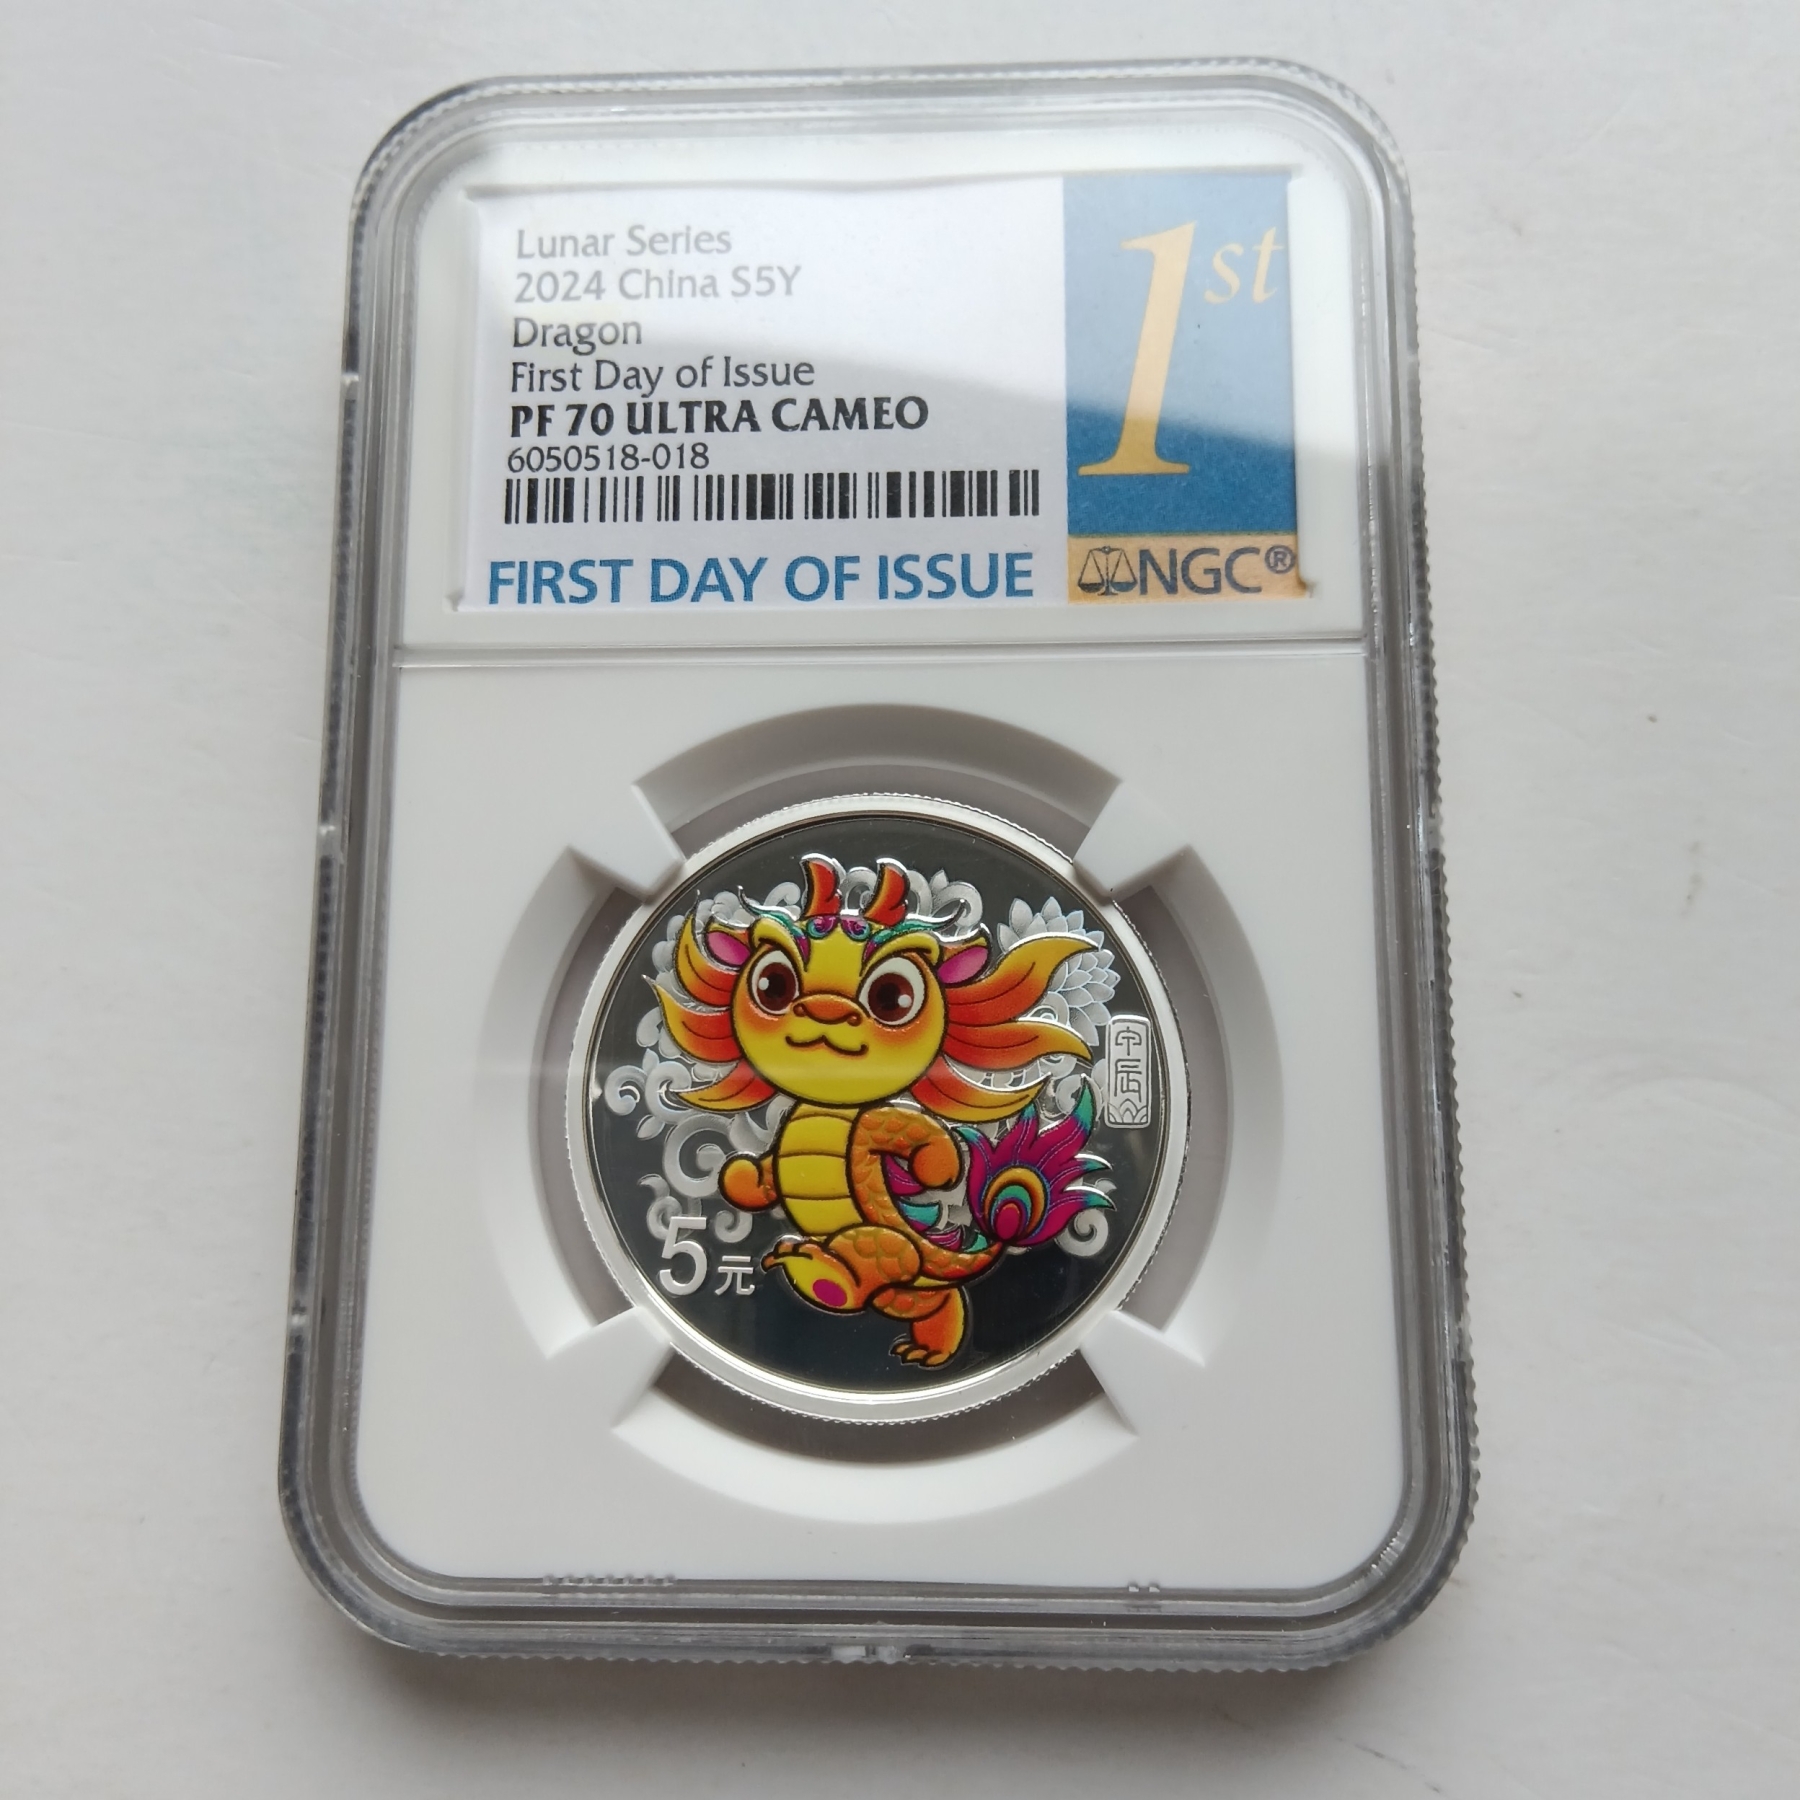 Lunar Series
2024 China S5Y
Dragon
First Day of Issue
PF 70 ULTRA CAMEO
6050518-018
FIRST DAY OF ISSUE
1st
NGC®
甲辰
5元